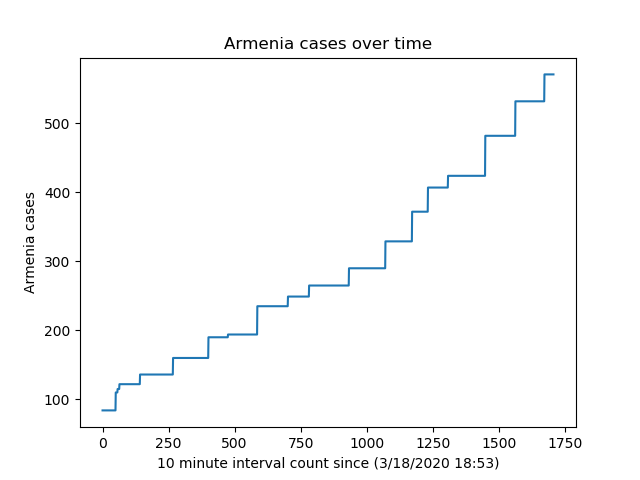 Armenia cases over time
Armenia cases
500
400
300
200
100
0 250 500 750 1000 1250 1500 1750
10 minute interval count since (3/18/2020 18:53)